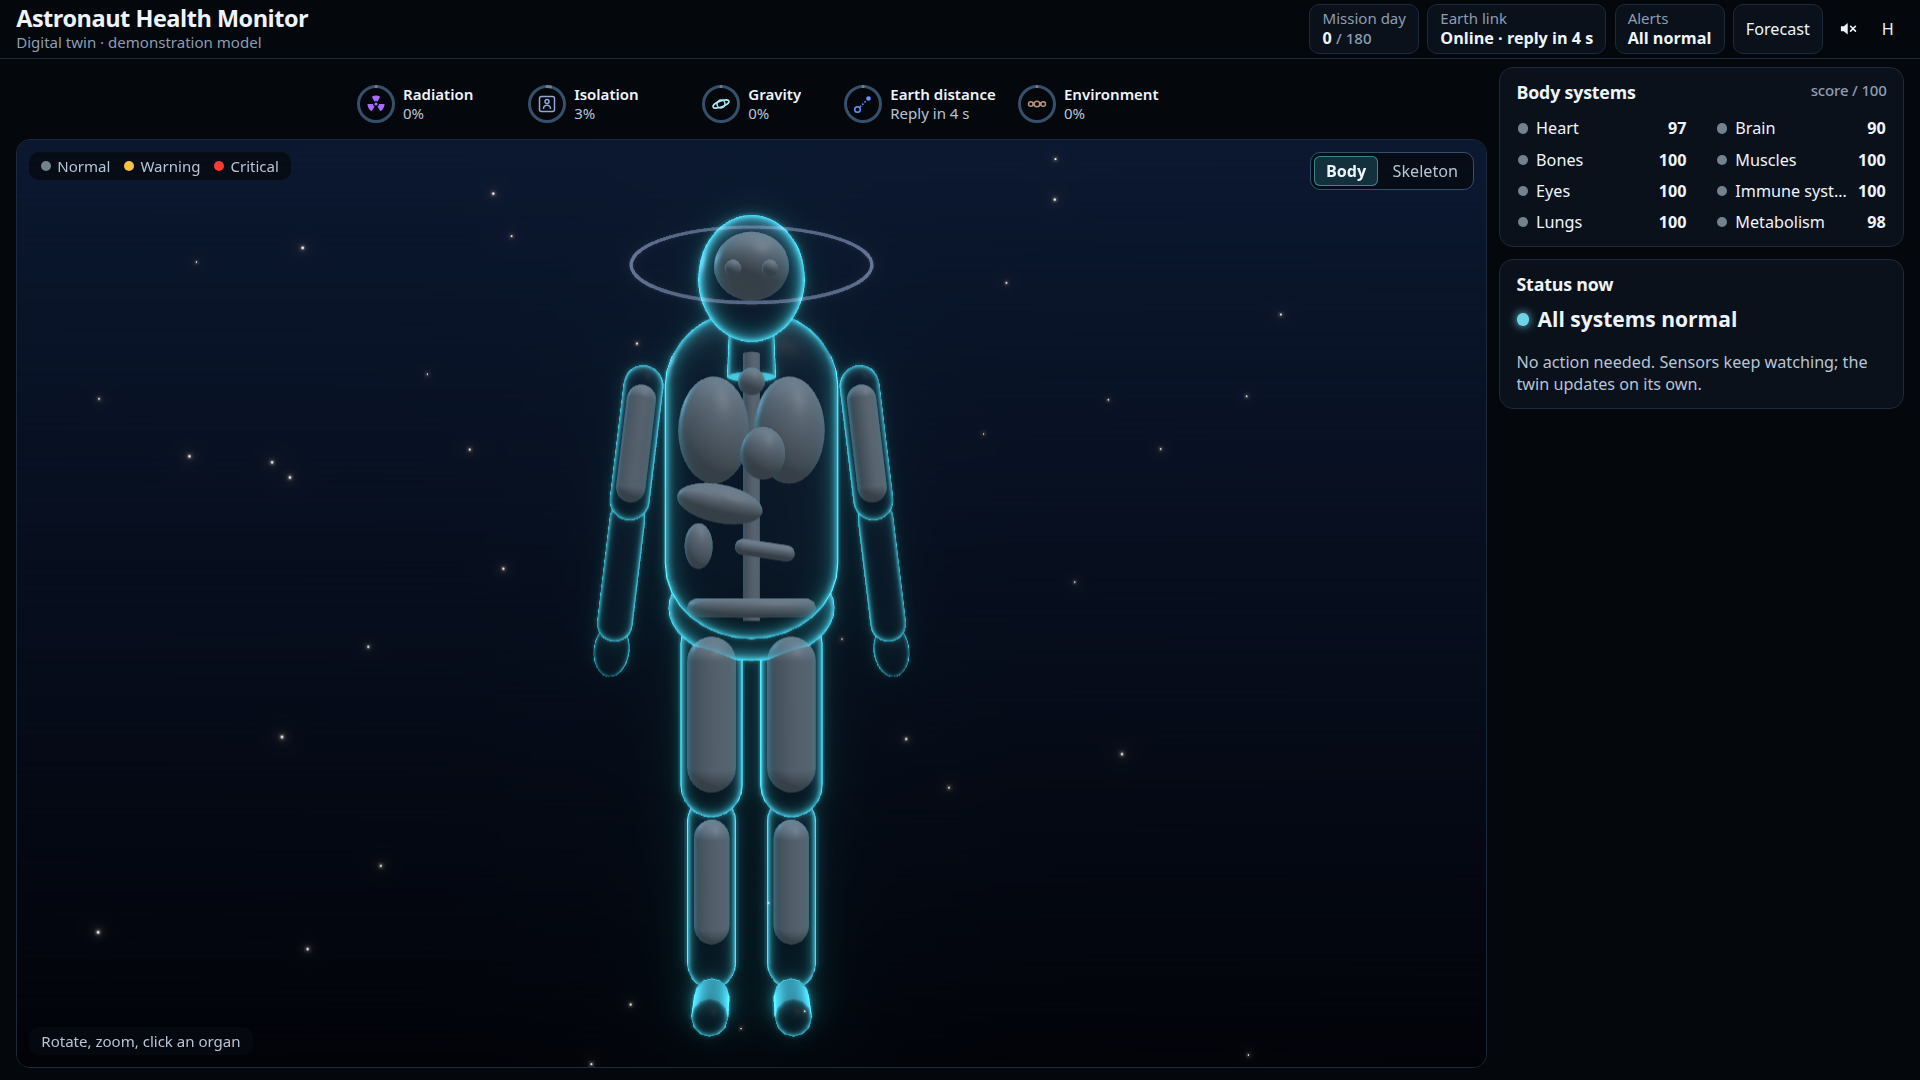 Astronaut Health Monitor
Digital twin · demonstration model
Mission day
0 / 180
Earth link
Online · reply in 4 s
Alerts
All normal
Forecast
H
Radiation
0%
Isolation
3%
Gravity
0%
Earth distance
Reply in 4 s
Environment
0%
Normal
Warning
Critical
Body
Skeleton
Rotate, zoom, click an organ
Body systems
score / 100
Heart 97
Brain 90
Bones 100
Muscles 100
Eyes 100
Immune syst... 100
Lungs 100
Metabolism 98
Status now
All systems normal
No action needed. Sensors keep watching; the
twin updates on its own.